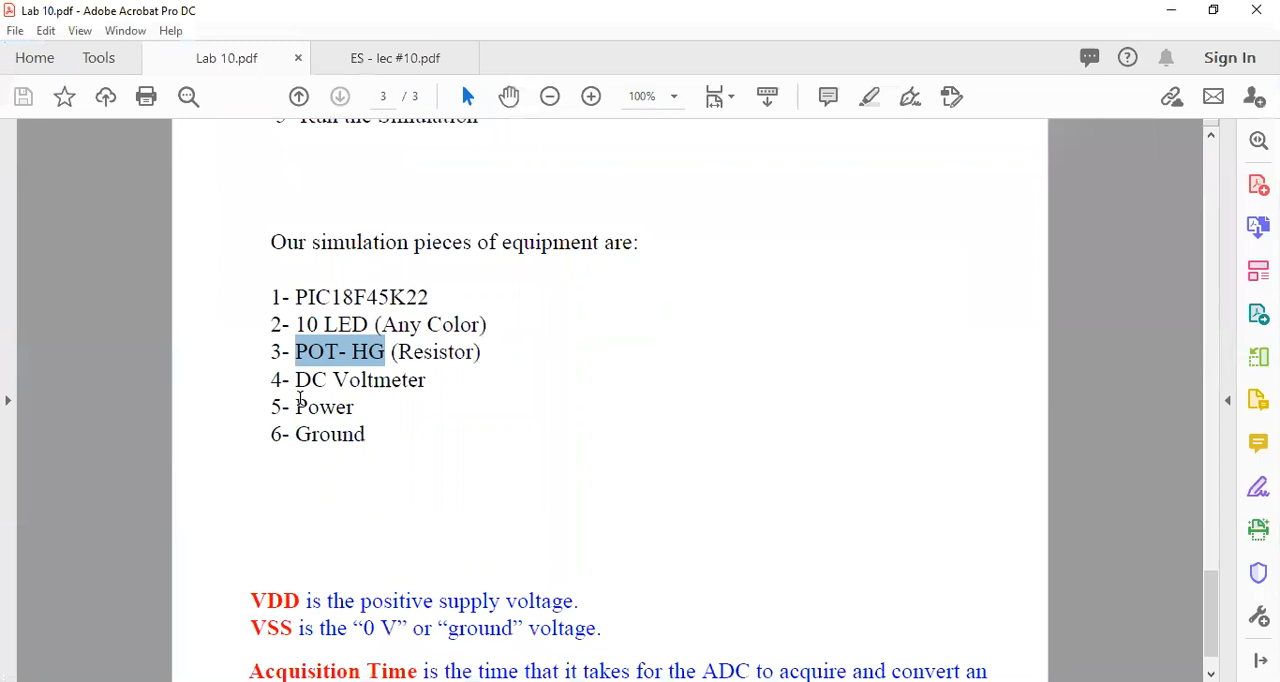 Lab 10.pdf - Adobe Acrobat Pro DC
File Edit View Window Help
Home Tools Lab 10.pdf × ES - lec #10.pdf Sign In
3 / 3 100%
5- Run the Simulation
Our simulation pieces of equipment are:
1- PIC18F45K22
2- 10 LED (Any Color)
3- POT- HG (Resistor)
4- DC Voltmeter
5- Power
6- Ground
VDD is the positive supply voltage.
VSS is the “0 V” or “ground” voltage.
Acquisition Time is the time that it takes for the ADC to acquire and convert an